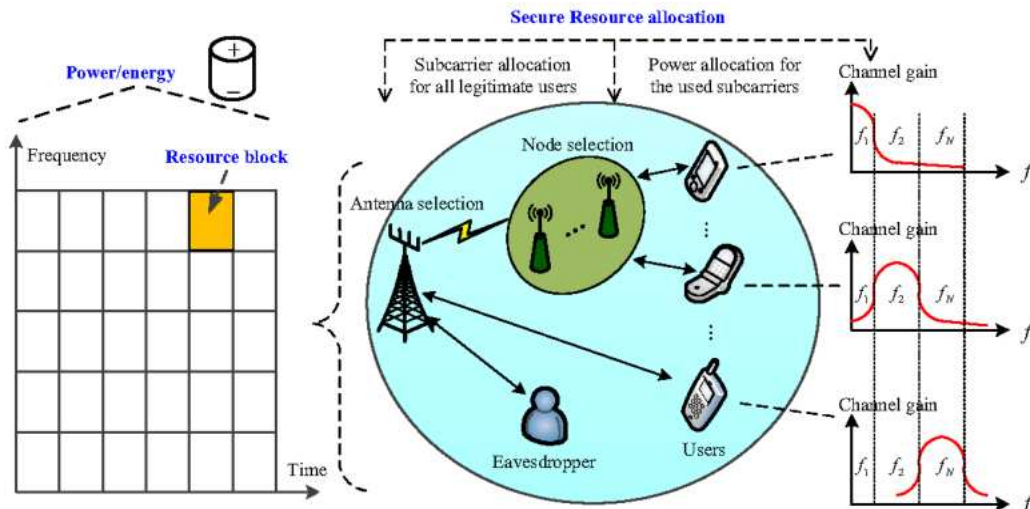 Secure Resource allocation
Power/energy
+
−
Subcarrier allocation
for all legitimate users
Power allocation for
the used subcarriers
Frequency
Resource block
Time
Antenna selection
Node selection
...
...
...
Eavesdropper
Users
Channel gain
f1 f2 fN
f
Channel gain
f1 f2 fN
f
Channel gain
f1 f2 fN
f